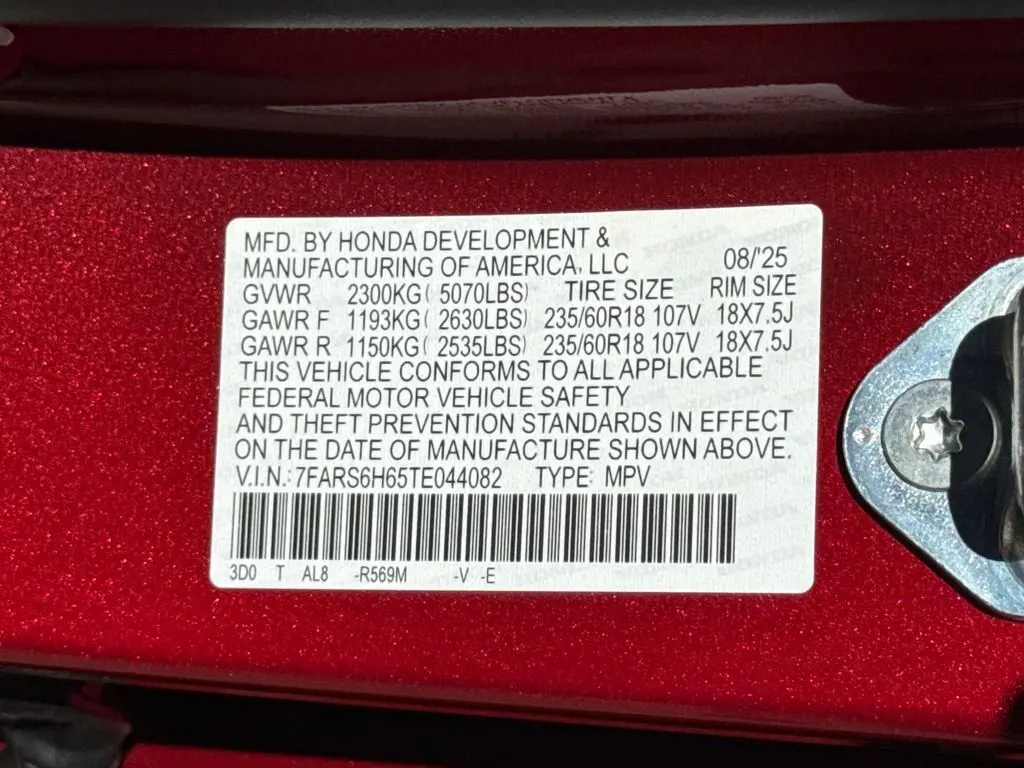 MFD. BY HONDA DEVELOPMENT &
MANUFACTURING OF AMERICA, LLC 08/'25
GVWR 2300KG( 5070LBS) TIRE SIZE RIM SIZE
GAWR F 1193KG( 2630LBS) 235/60R18 107V 18X7.5J
GAWR R 1150KG( 2535LBS) 235/60R18 107V 18X7.5J
THIS VEHICLE CONFORMS TO ALL APPLICABLE
FEDERAL MOTOR VEHICLE SAFETY
AND THEFT PREVENTION STANDARDS IN EFFECT
ON THE DATE OF MANUFACTURE SHOWN ABOVE.
V.I.N.: 7FARS6H65TE044082 TYPE: MPV
3D0 T AL8 -R569M -V -E